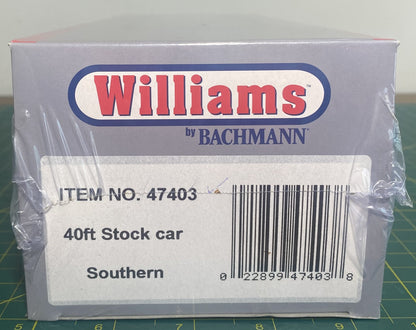 Williams
by BACHMANN
ITEM NO. 47403
40ft Stock car
Southern
0 22899 47403 8